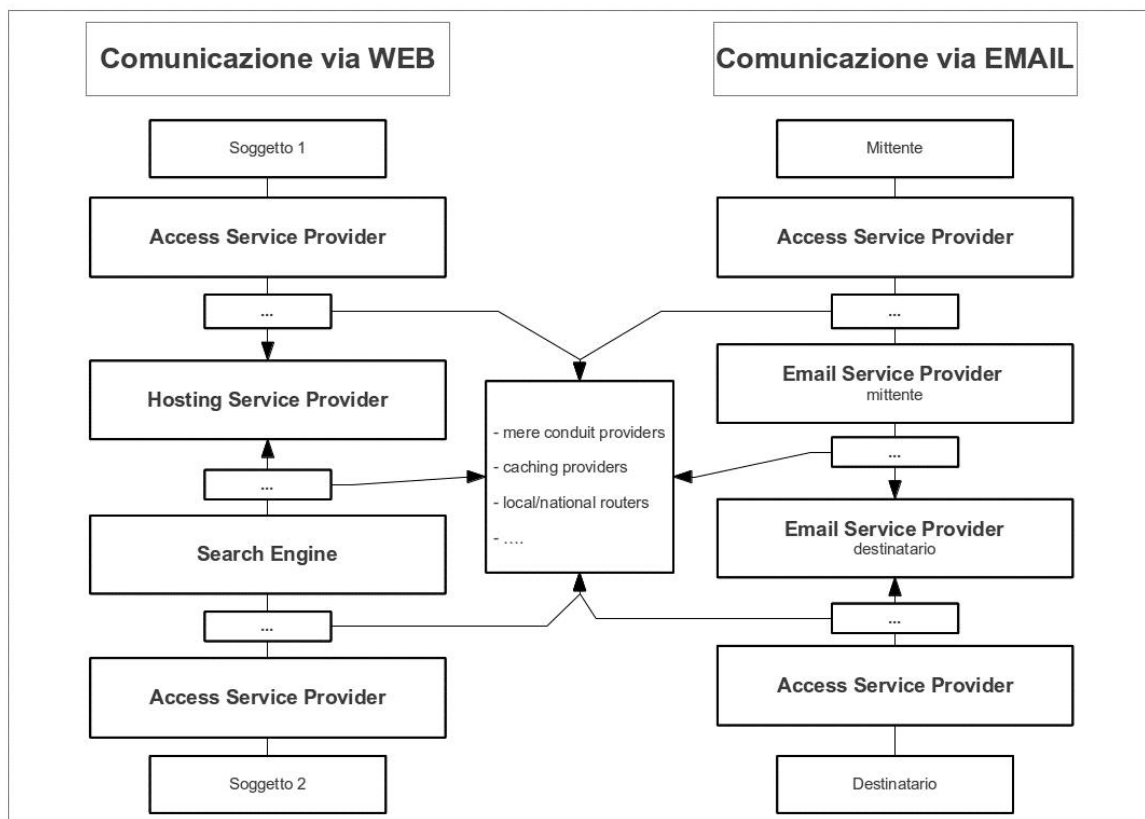 Comunicazione via WEB
Soggetto 1
Access Service Provider
...
Hosting Service Provider
...
Search Engine
...
Access Service Provider
Soggetto 2
- mere conduit providers
- caching providers
- local/national routers
- ....
Comunicazione via EMAIL
Mittente
Access Service Provider
...
Email Service Provider
mittente
...
Email Service Provider
destinatario
...
Access Service Provider
Destinatario